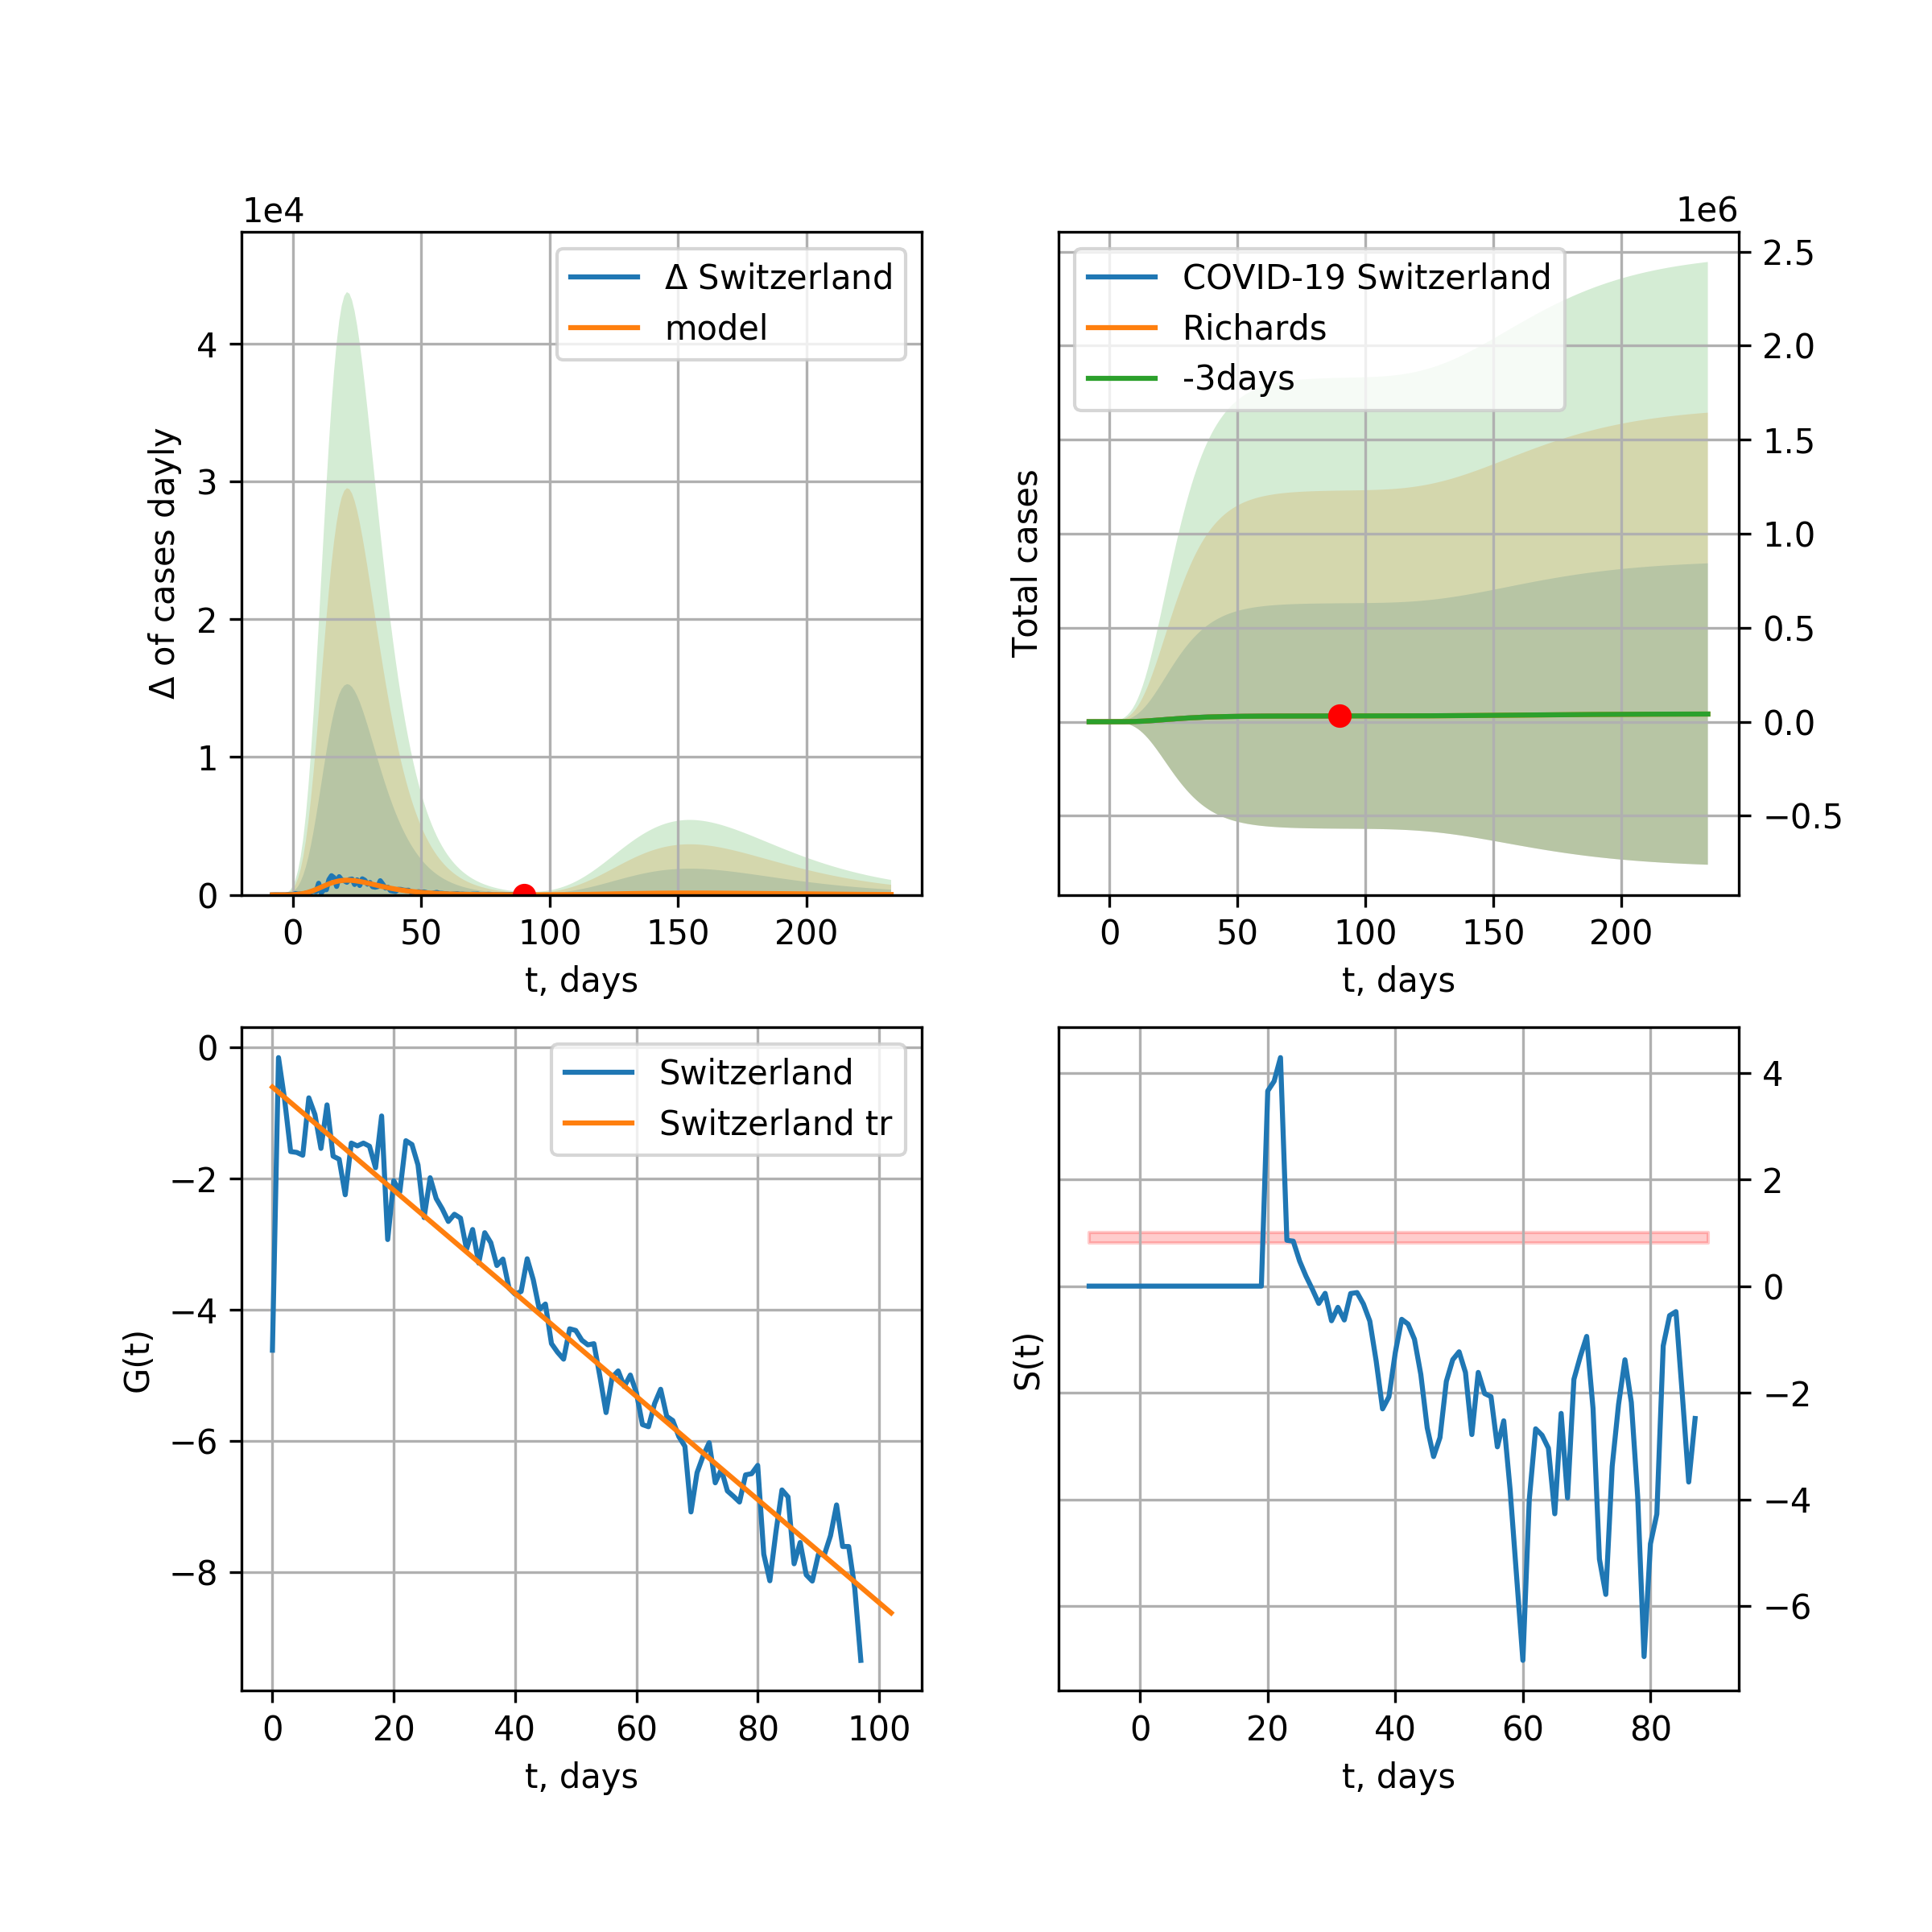 1e4
Δ Switzerland
model
4
3
2
1
0
Δ of cases dayly
0 50 100 150 200
t, days
1e6
COVID-19 Switzerland
Richards
-3days
2.5
2.0
1.5
1.0
0.5
0.0
−0.5
Total cases
0 50 100 150 200
t, days
Switzerland
Switzerland tr
0
−2
−4
−6
−8
G(t)
0 20 40 60 80 100
t, days
4
2
0
−2
−4
−6
S(t)
0 20 40 60 80
t, days